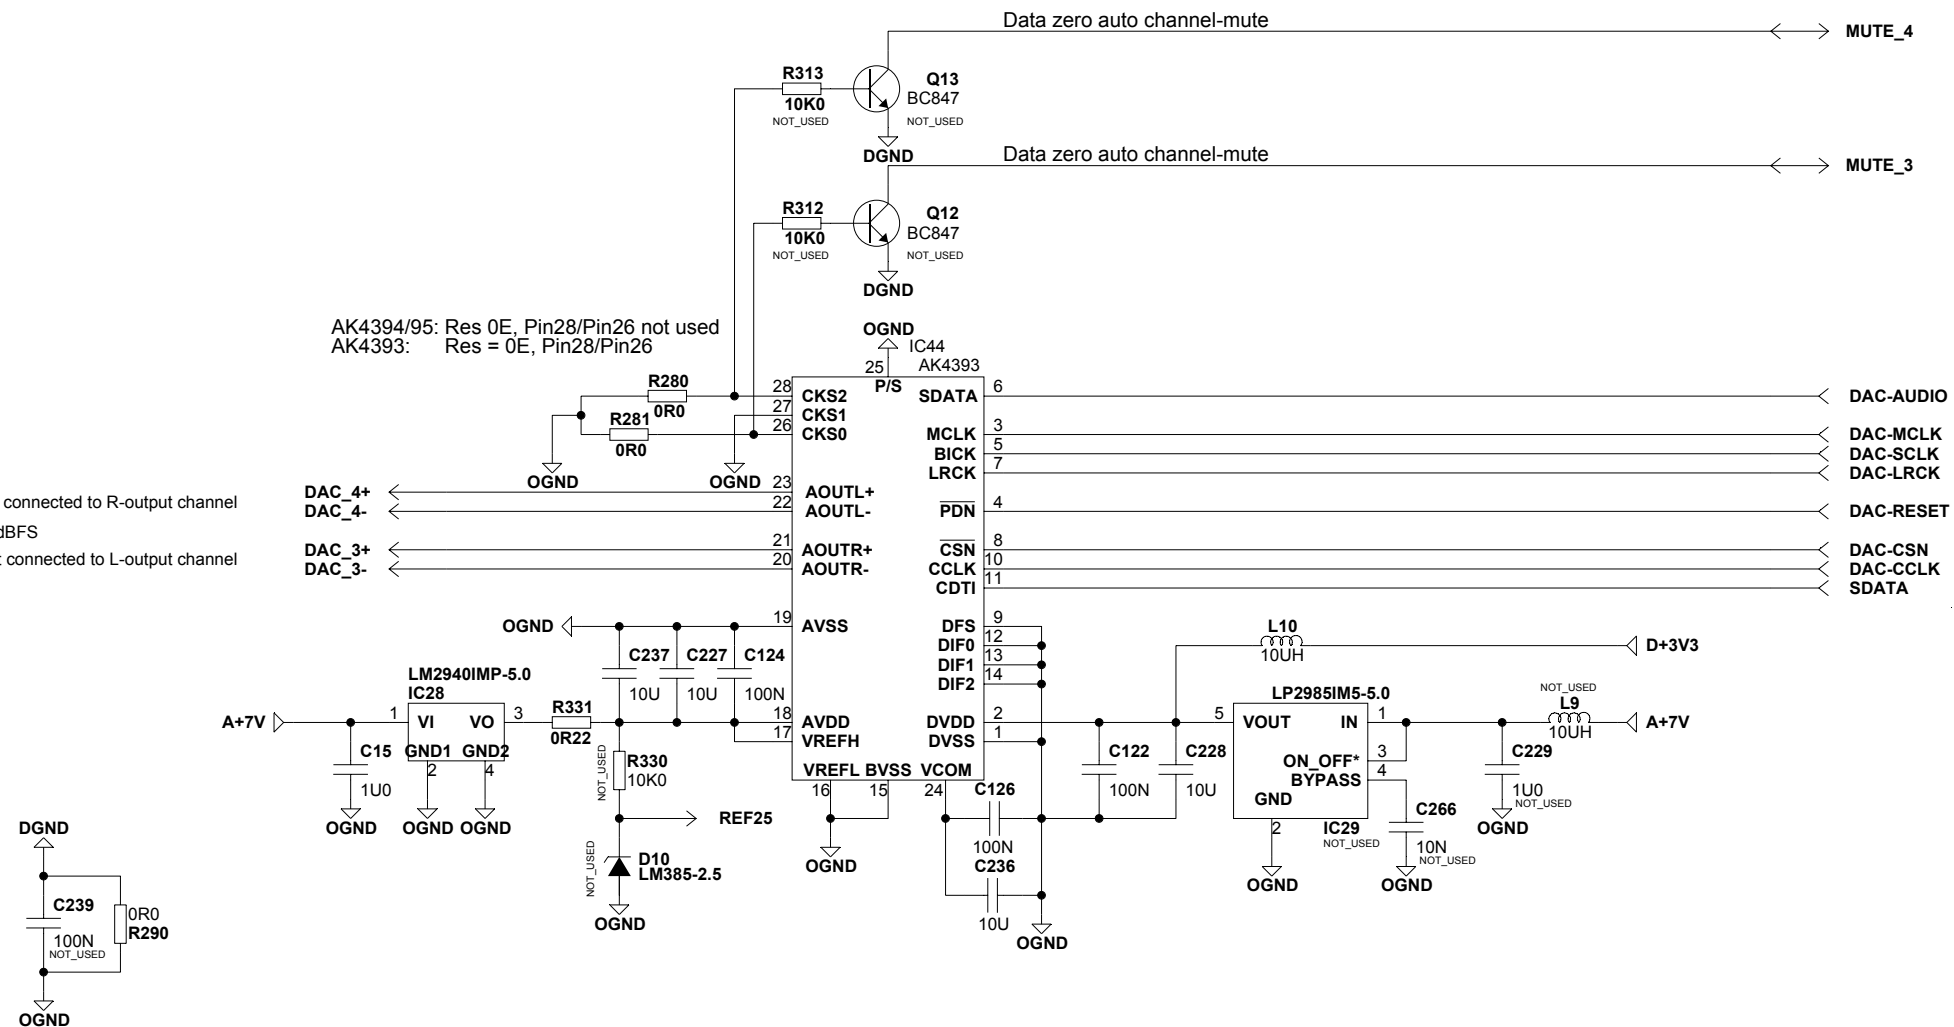 Data zero auto channel-mute
MUTE_4
R313
10K0
NOT_USED
Q13
BC847
NOT_USED
DGND
Data zero auto channel-mute
MUTE_3
R312
10K0
NOT_USED
Q12
BC847
NOT_USED
DGND
AK4394/95: Res 0E, Pin28/Pin26 not used
AK4393: Res = 0E, Pin28/Pin26
OGND
IC44
AK4393
25
P/S
R280
0R0
R281
0R0
OGND
OGND
28
CKS2
27
CKS1
26
CKS0
SDATA
6
DAC-AUDIO
MCLK
3
DAC-MCLK
BICK
5
DAC-SCLK
LRCK
7
DAC-LRCK
connected to R-output channel
dBFS
connected to L-output channel
DAC_4+
DAC_4-
23
AOUTL+
22
AOUTL-
PDN
4
DAC-RESET
DAC_3+
DAC_3-
21
AOUTR+
20
AOUTR-
CSN
8
DAC-CSN
CCLK
10
DAC-CCLK
CDTI
11
SDATA
OGND
19
AVSS
DFS
9
DIF0
12
DIF1
13
DIF2
14
L10
10UH
D+3V3
C237
10U
C227
10U
C124
100N
LM2940IMP-5.0
IC28
A+7V
1
VI
VO
3
GND1
GND2
2
4
C15
1U0
OGND
OGND
OGND
R331
0R22
18
AVDD
17
VREFH
DVDD
2
DVSS
1
NOT_USED
R330
10K0
REF25
NOT_USED
D10
LM385-2.5
OGND
VREFL
BVSS
VCOM
16
15
24
OGND
C126
100N
C236
10U
OGND
C122
100N
C228
10U
LP2985IM5-5.0
5
VOUT
IN
1
ON_OFF*
3
BYPASS
4
GND
2
IC29
NOT_USED
OGND
NOT_USED
L9
10UH
A+7V
C229
1U0
NOT_USED
OGND
C266
10N
NOT_USED
OGND
DGND
C239
100N
NOT_USED
0R0
R290
OGND